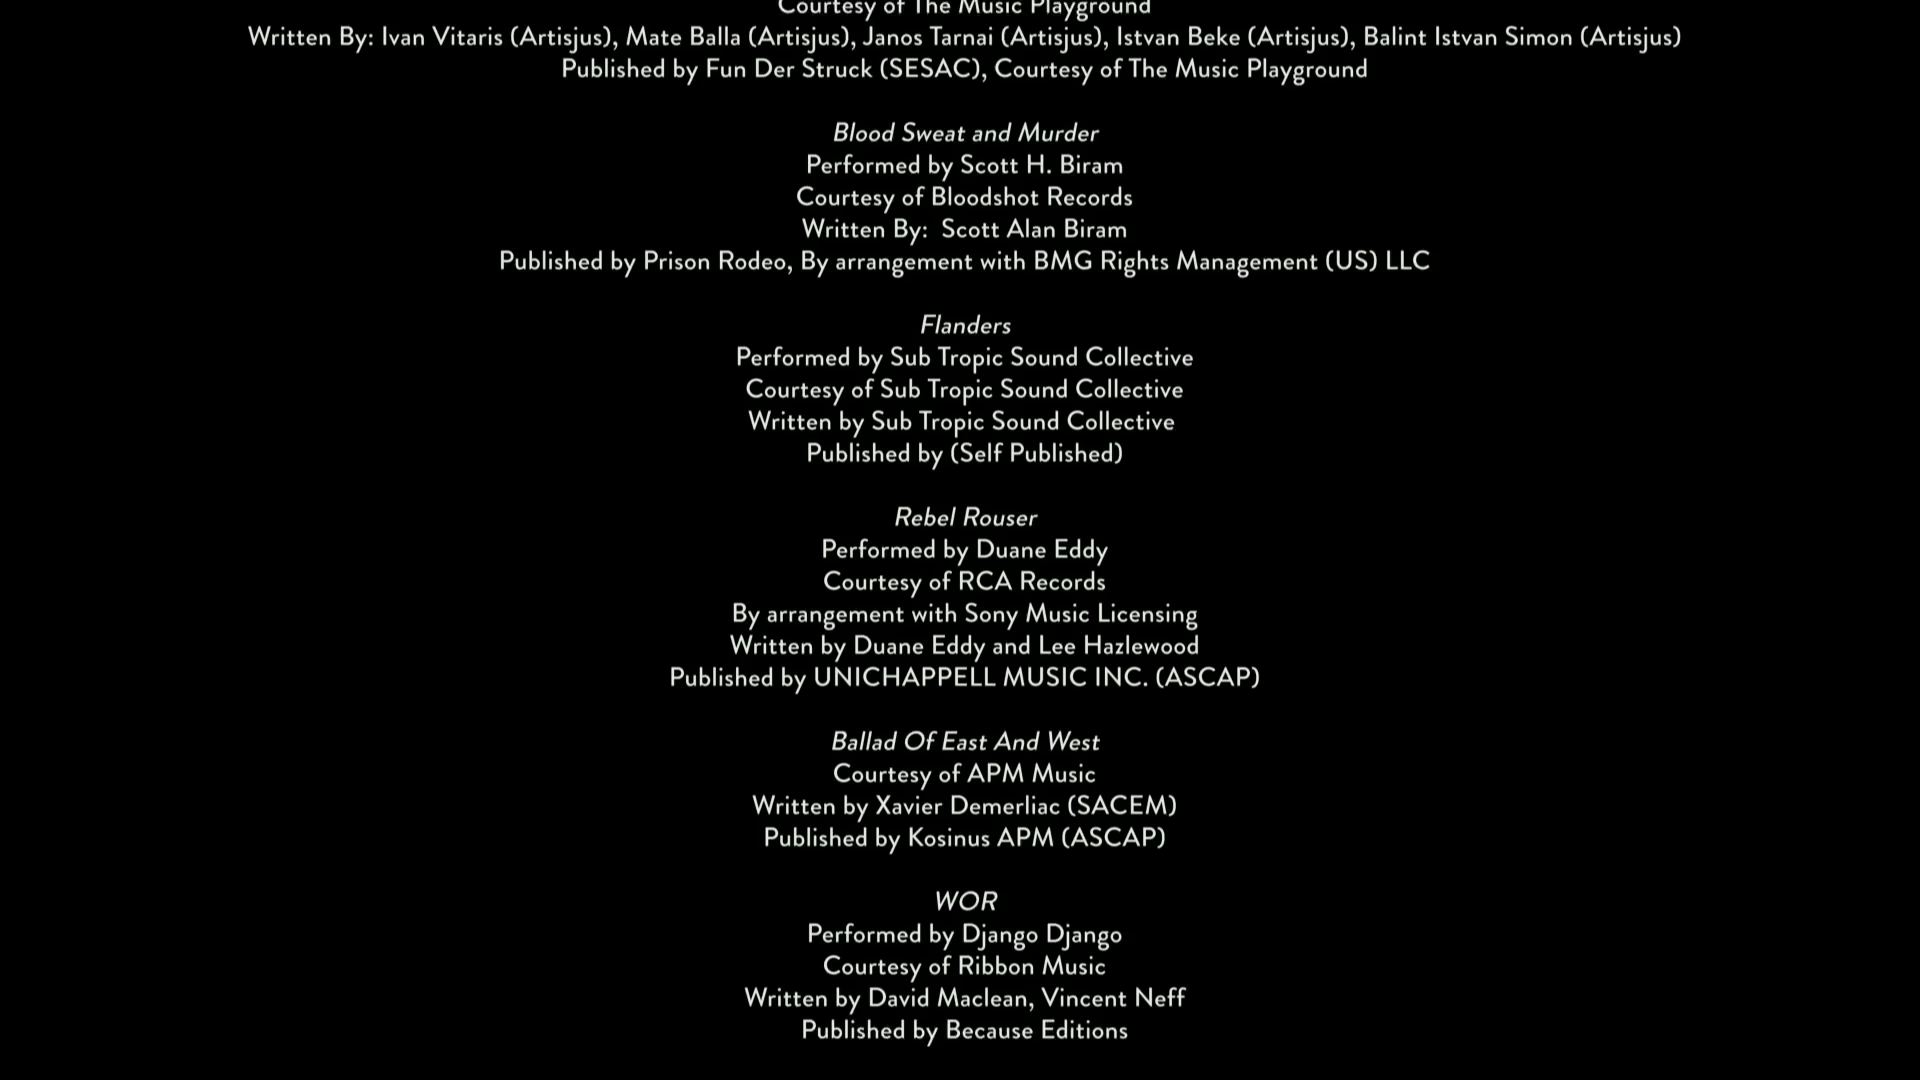 Courtesy of The Music Playground
Written By: Ivan Vitaris (Artisjus), Mate Balla (Artisjus), Janos Tarnai (Artisjus), Istvan Beke (Artisjus), Balint Istvan Simon (Artisjus)
Published by Fun Der Struck (SESAC), Courtesy of The Music Playground
Blood Sweat and Murder
Performed by Scott H. Biram
Courtesy of Bloodshot Records
Written By:  Scott Alan Biram
Published by Prison Rodeo, By arrangement with BMG Rights Management (US) LLC
Flanders
Performed by Sub Tropic Sound Collective
Courtesy of Sub Tropic Sound Collective
Written by Sub Tropic Sound Collective
Published by (Self Published)
Rebel Rouser
Performed by Duane Eddy
Courtesy of RCA Records
By arrangement with Sony Music Licensing
Written by Duane Eddy and Lee Hazlewood
Published by UNICHAPPELL MUSIC INC. (ASCAP)
Ballad Of East And West
Courtesy of APM Music
Written by Xavier Demerliac (SACEM)
Published by Kosinus APM (ASCAP)
WOR
Performed by Django Django
Courtesy of Ribbon Music
Written by David Maclean, Vincent Neff
Published by Because Editions